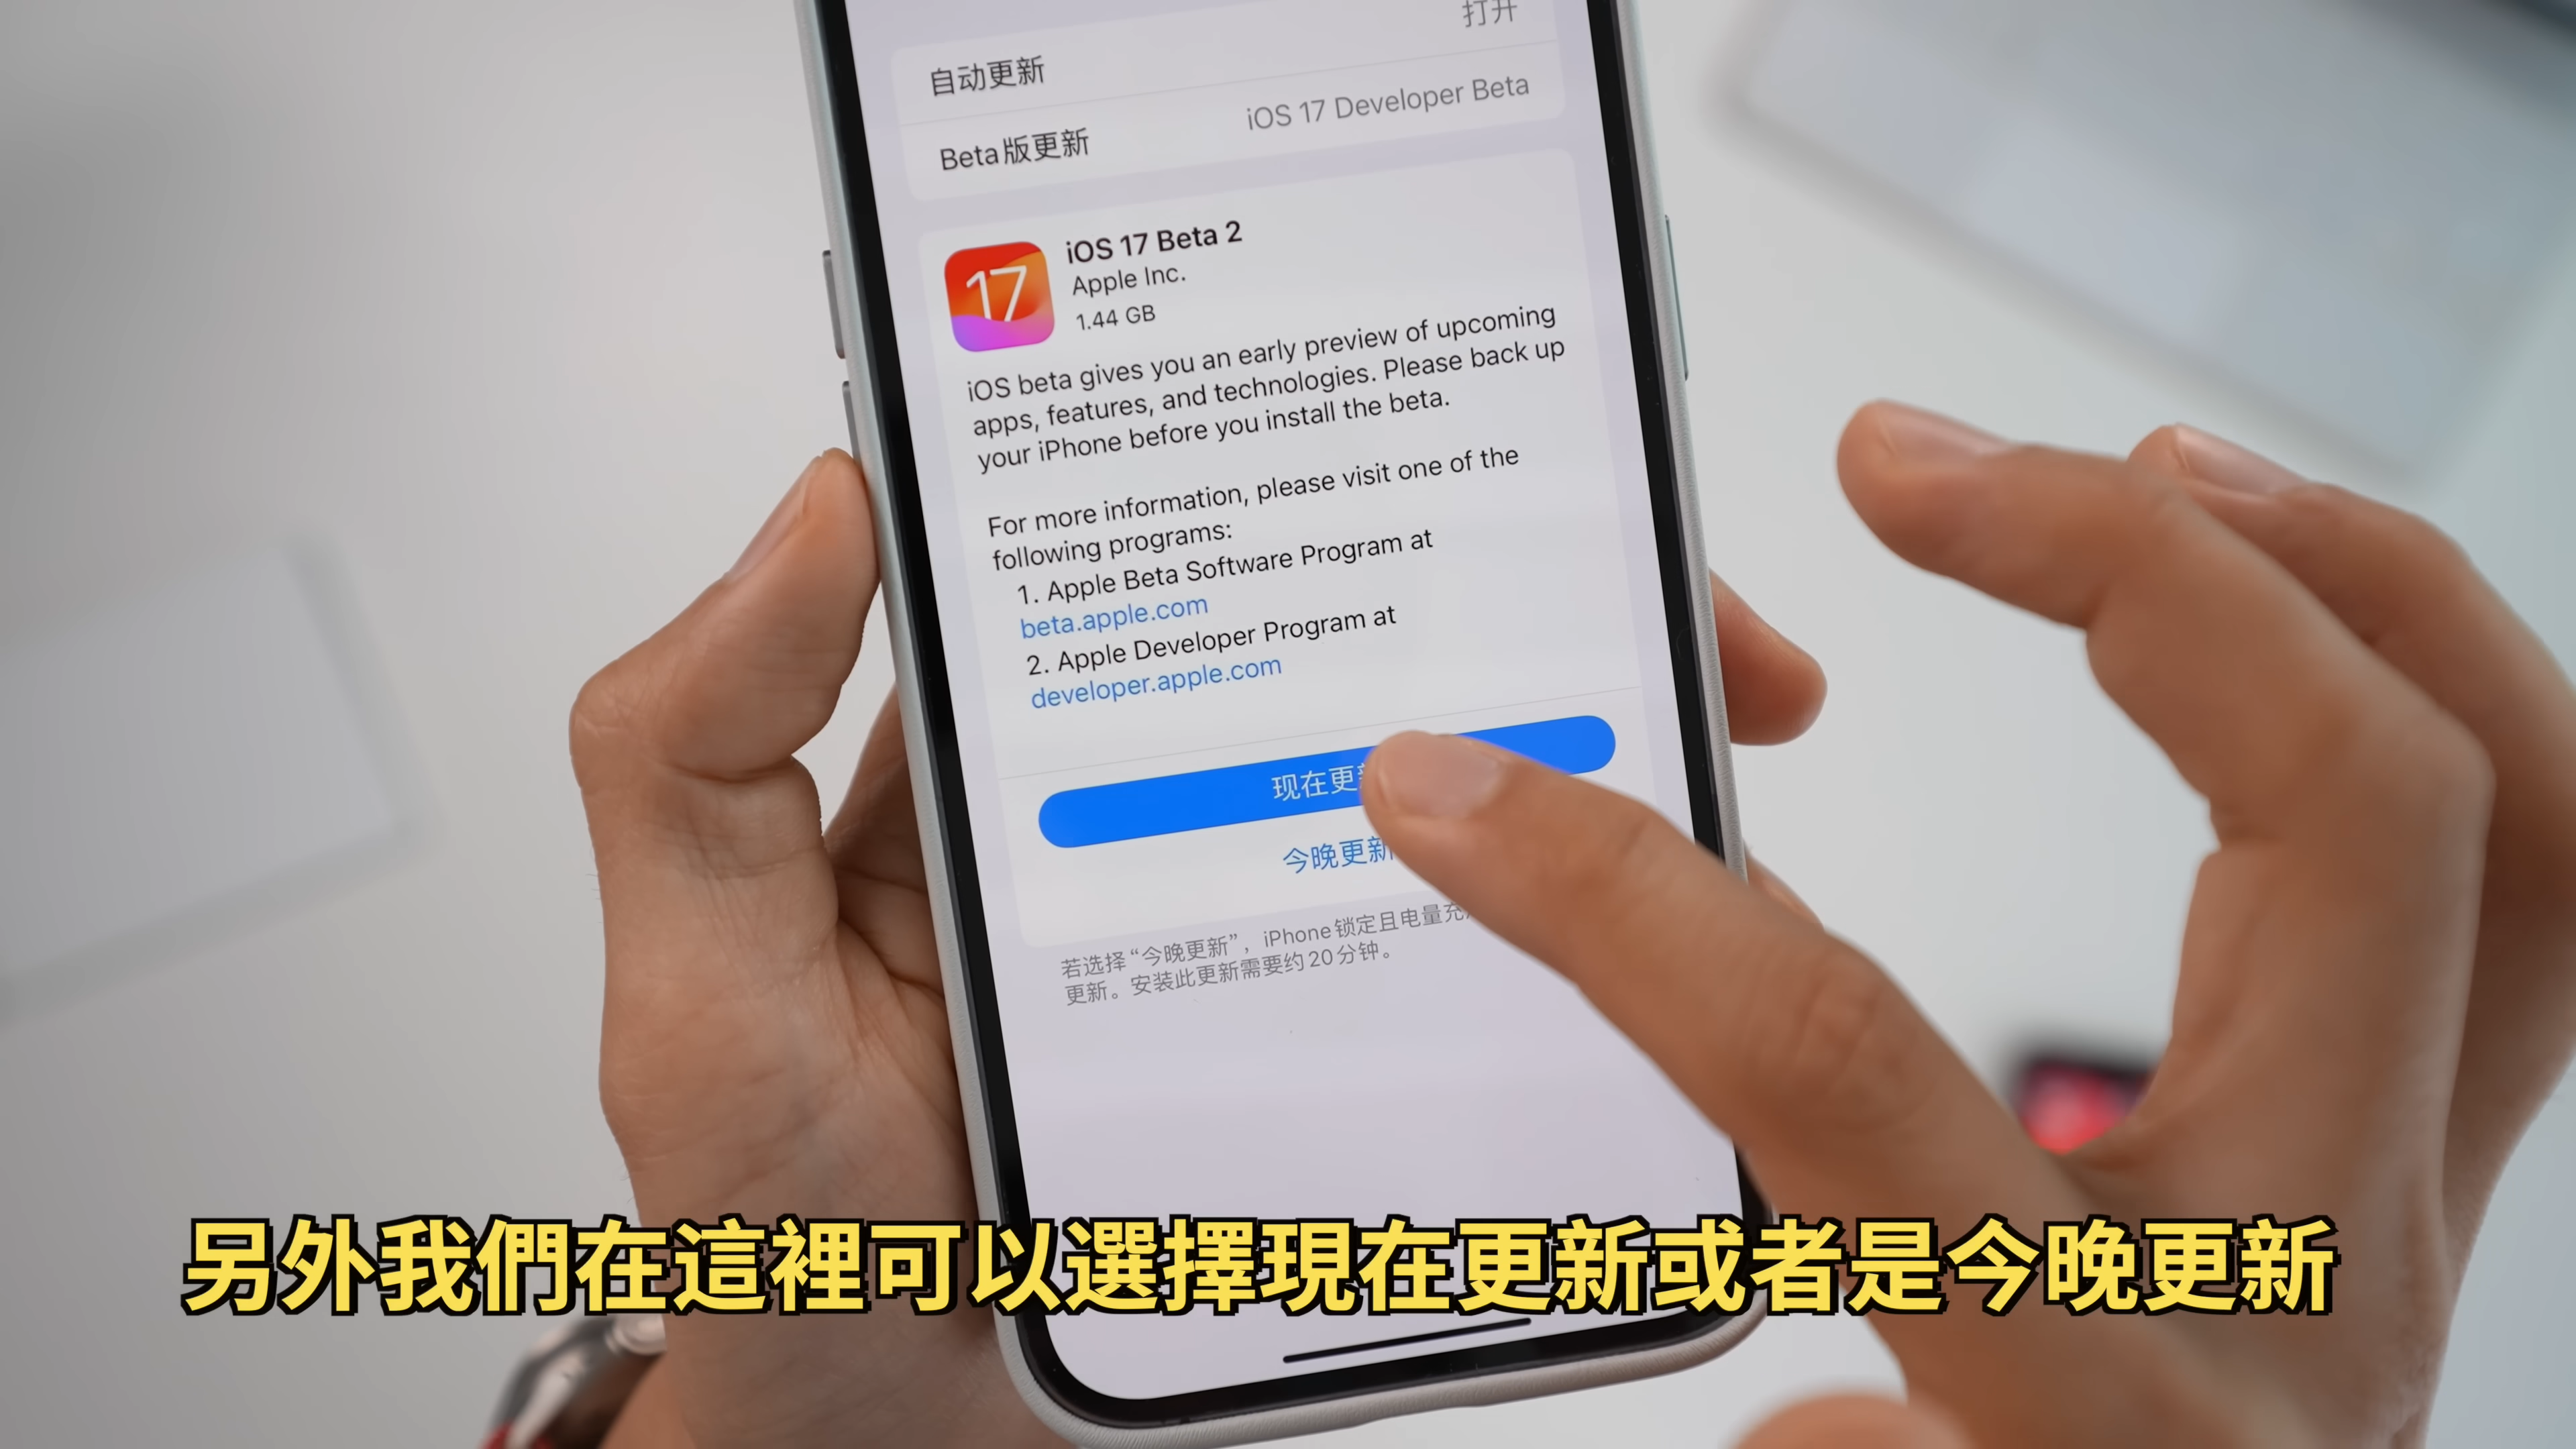 自动更新
打开
Beta版更新
iOS 17 Developer Beta
17
iOS 17 Beta 2
Apple Inc.
1.44 GB
iOS beta gives you an early preview of upcoming
apps, features, and technologies. Please back up
your iPhone before you install the beta.
For more information, please visit one of the
following programs:
1. Apple Beta Software Program at
beta.apple.com
2. Apple Developer Program at
developer.apple.com
现在更
今晚更新
若选择“今晚更新”，iPhone锁定且电量充
更新。安装此更新需要约20分钟。
另外我們在這裡可以選擇現在更新或者是今晚更新